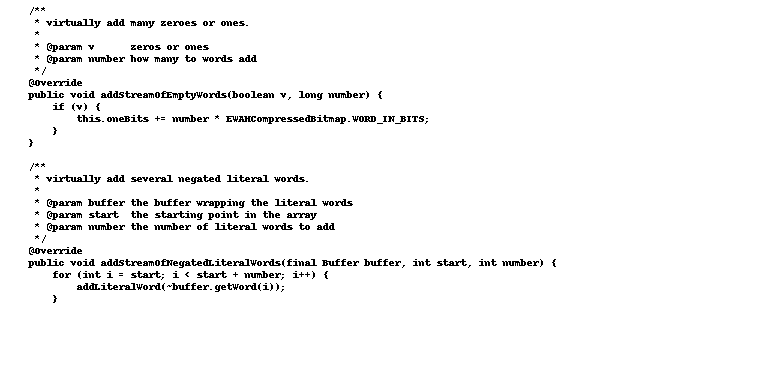 /**
 * virtually add many zeroes or ones.
 *
 * @param v      zeros or ones
 * @param number how many to words add
 */
@Override
public void addStreamOfEmptyWords(boolean v, long number) {
    if (v) {
        this.oneBits += number * EWAHCompressedBitmap.WORD_IN_BITS;
    }
}

/**
 * virtually add several negated literal words.
 *
 * @param buffer the buffer wrapping the literal words
 * @param start  the starting point in the array
 * @param number the number of literal words to add
 */
@Override
public void addStreamOfNegatedLiteralWords(final Buffer buffer, int start, int number) {
    for (int i = start; i < start + number; i++) {
        addLiteralWord(~buffer.getWord(i));
    }